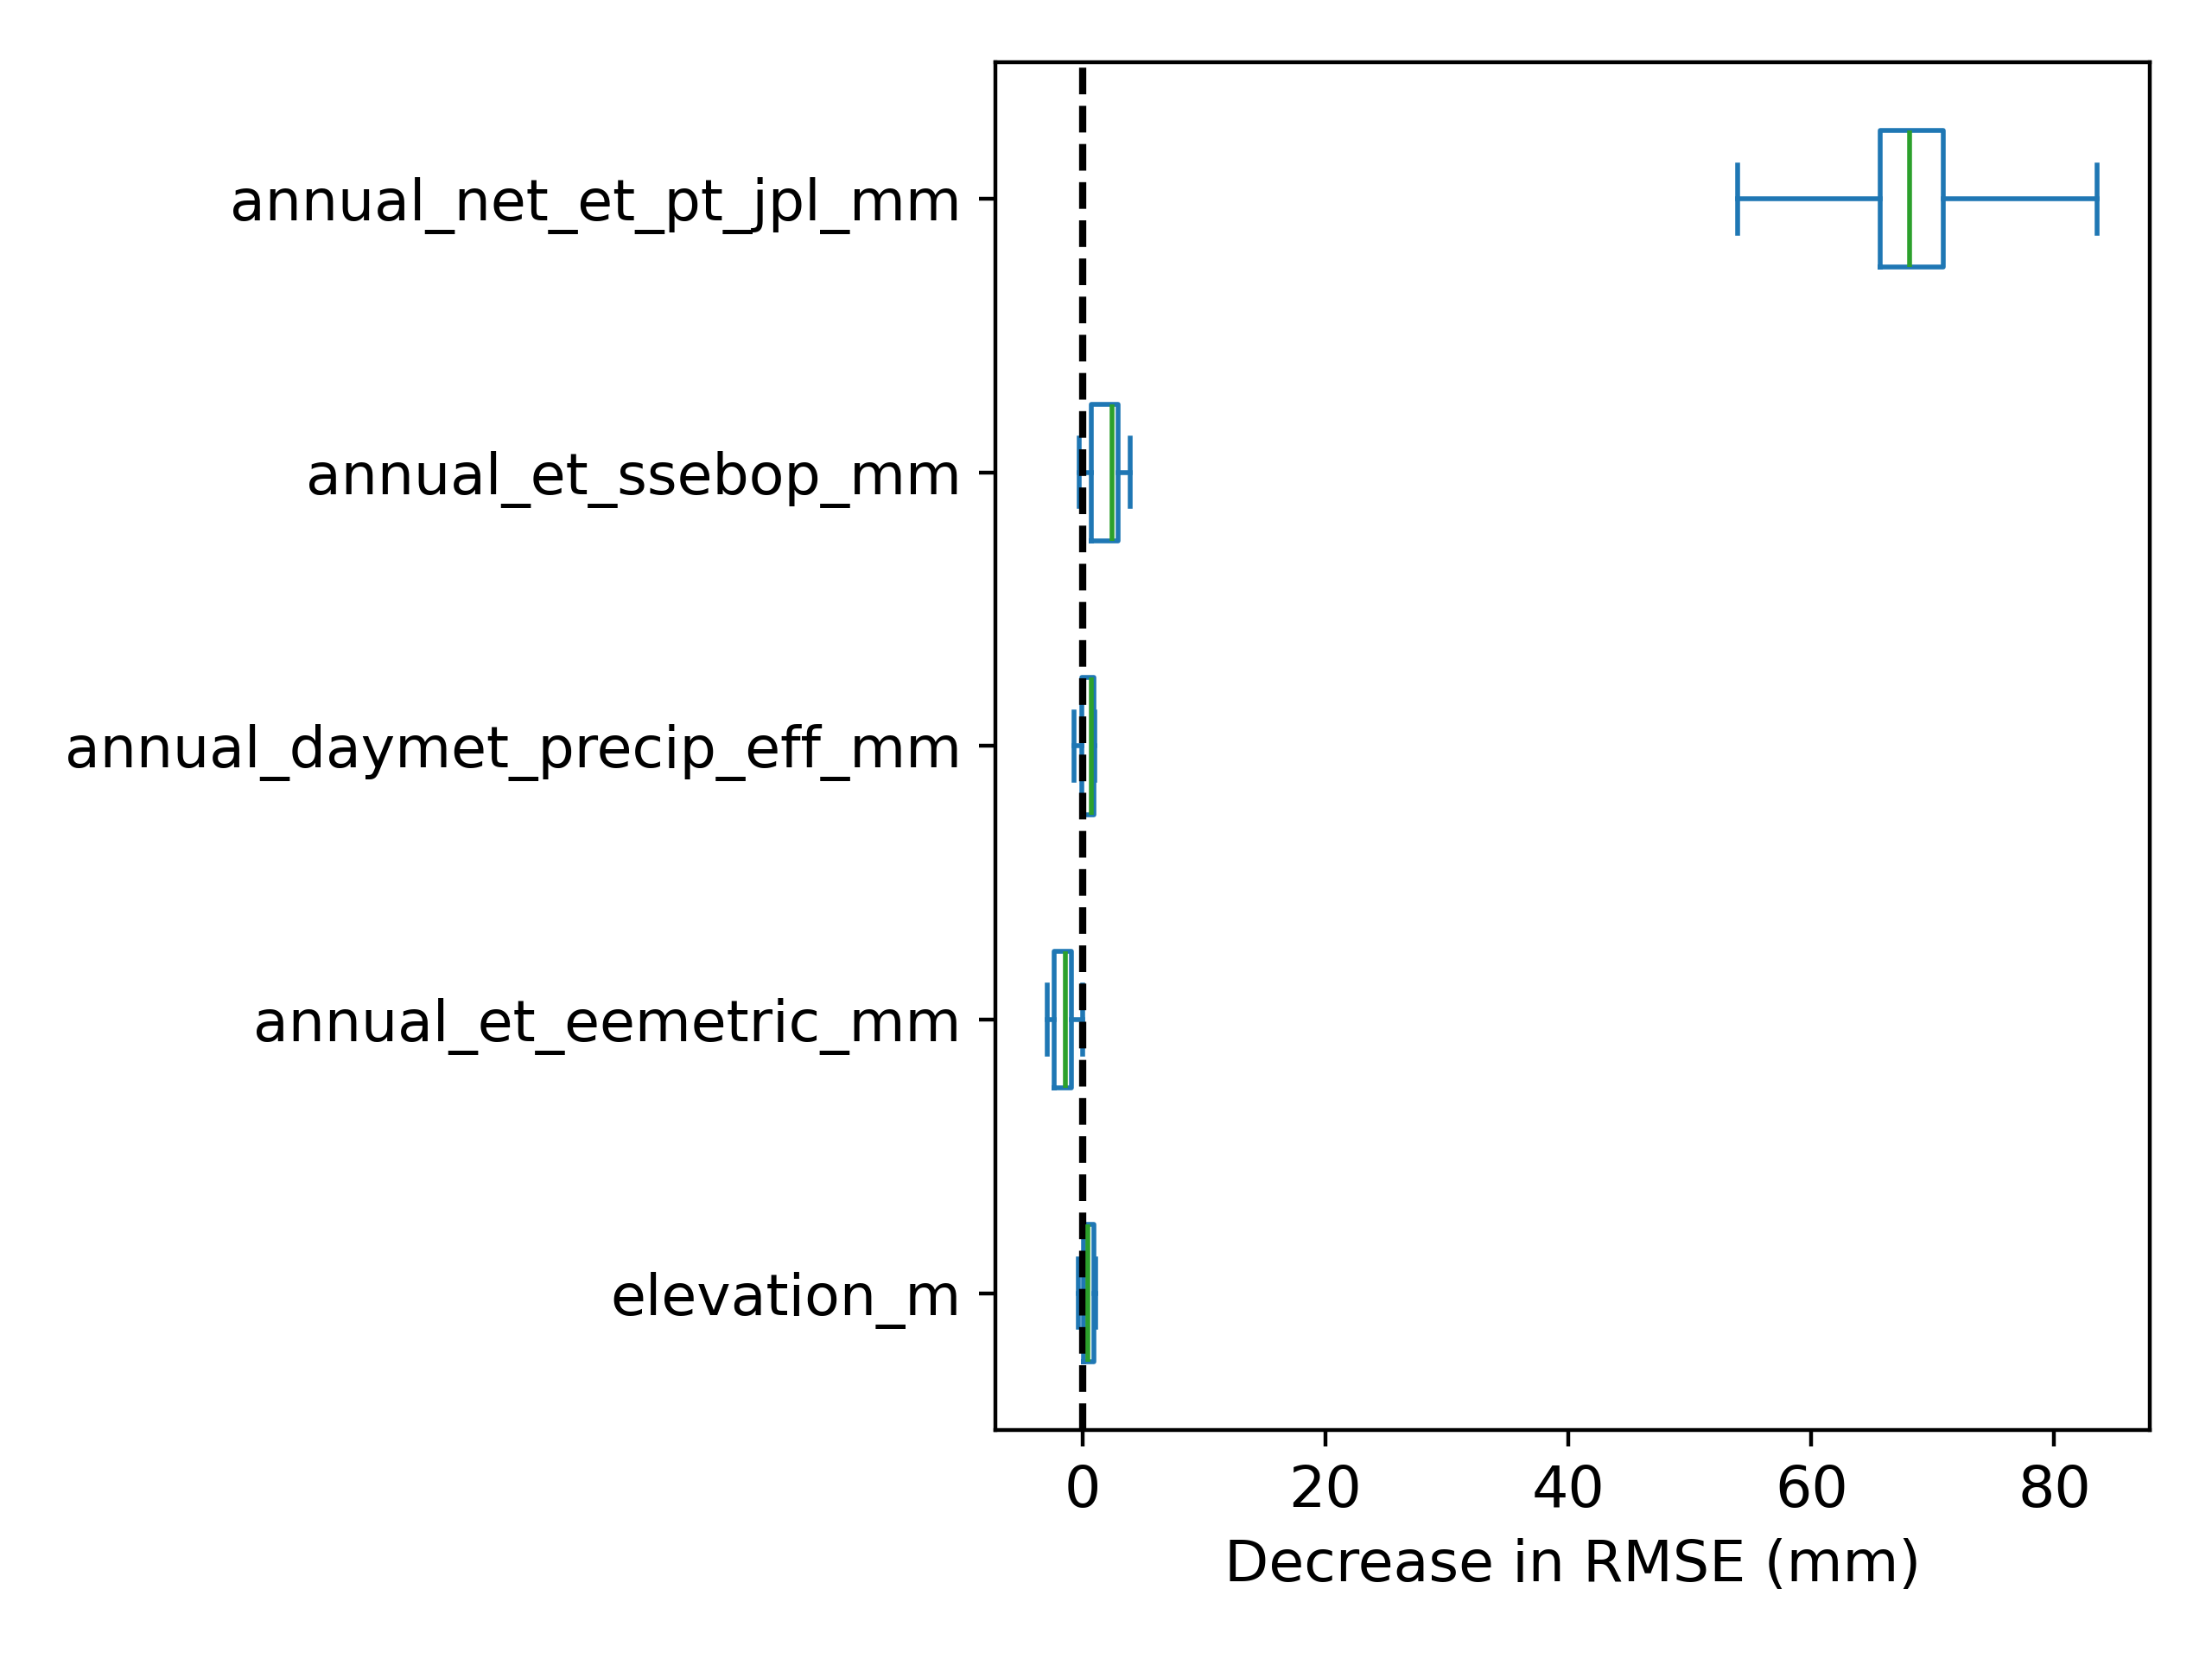 annual_net_et_pt_jpl_mm
annual_et_ssebop_mm
annual_daymet_precip_eff_mm
annual_et_eemetric_mm
elevation_m
0 20 40 60 80
Decrease in RMSE (mm)